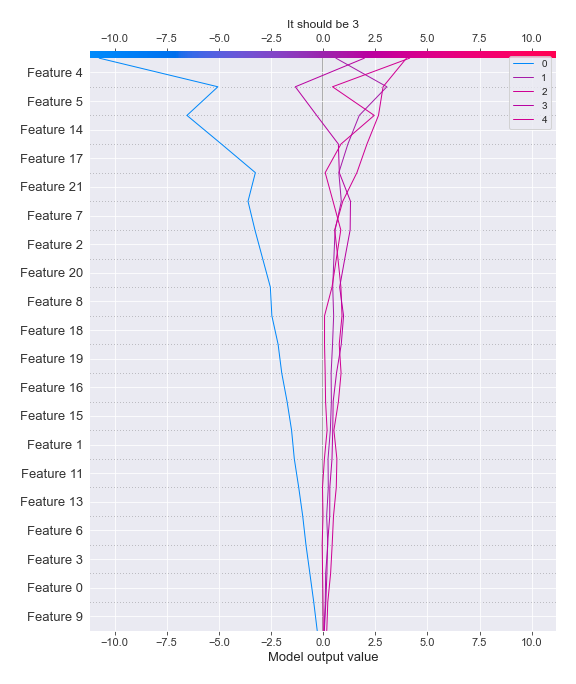 It should be 3
-10.0 -7.5 -5.0 -2.5 0.0 2.5 5.0 7.5 10.0
0
1
2
3
4
Feature 4
Feature 5
Feature 14
Feature 17
Feature 21
Feature 7
Feature 2
Feature 20
Feature 8
Feature 18
Feature 19
Feature 16
Feature 15
Feature 1
Feature 11
Feature 13
Feature 6
Feature 3
Feature 0
Feature 9
-10.0 -7.5 -5.0 -2.5 0.0 2.5 5.0 7.5 10.0
Model output value